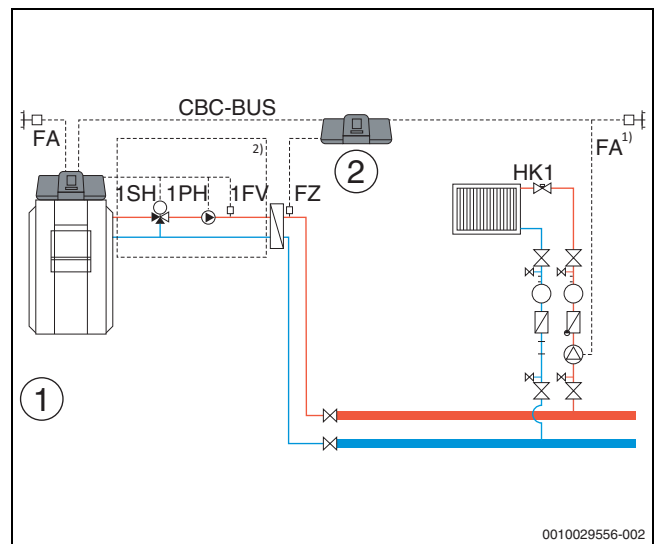 CBC-BUS
FA
FA1)
2)
2
1SH 1PH 1FV FZ
HK1
1
0010029556-002